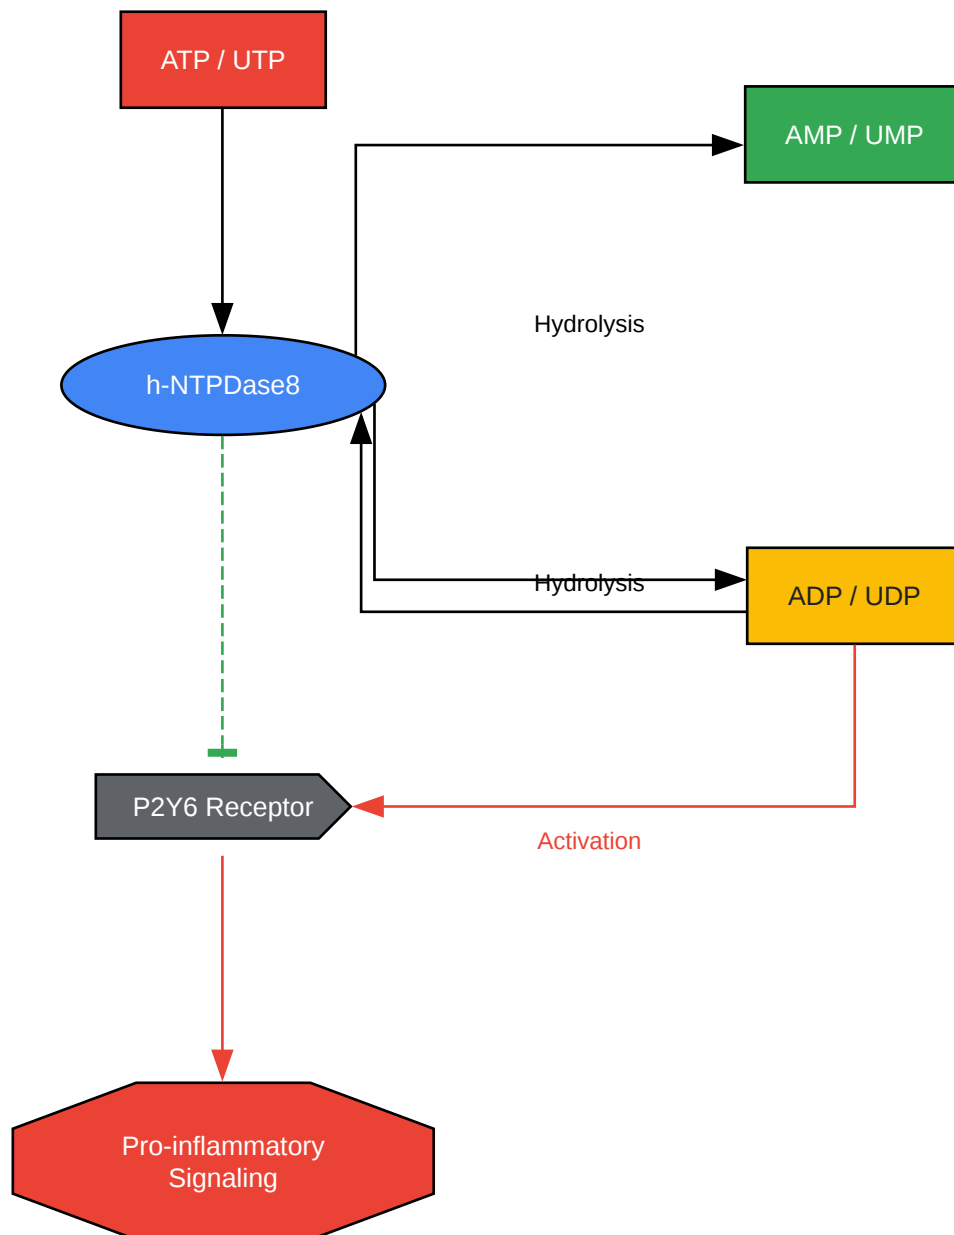 ATP / UTP
AMP / UMP
Hydrolysis
h-NTPDase8
Hydrolysis
ADP / UDP
P2Y6 Receptor
Activation
Pro-inflammatory
Signaling